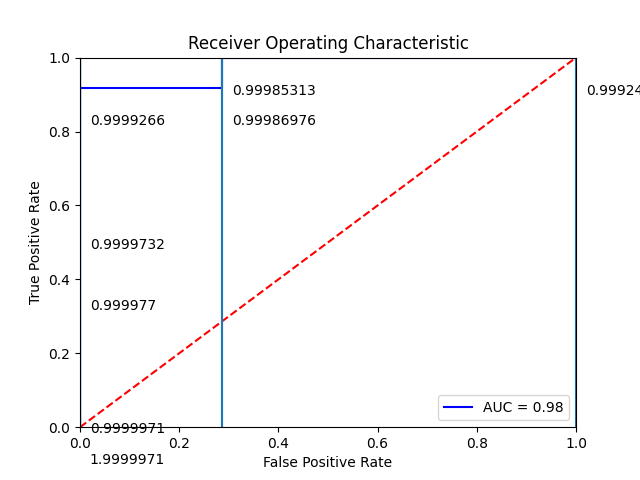 Receiver Operating Characteristic
1.0
0.99985313
0.99924
0.9999266
0.99986976
0.8
0.6
0.9999732
True Positive Rate
0.4
0.999977
0.2
AUC = 0.98
0.0
0.9999971
0.0 0.2 0.4 0.6 0.8 1.0
1.9999971
False Positive Rate